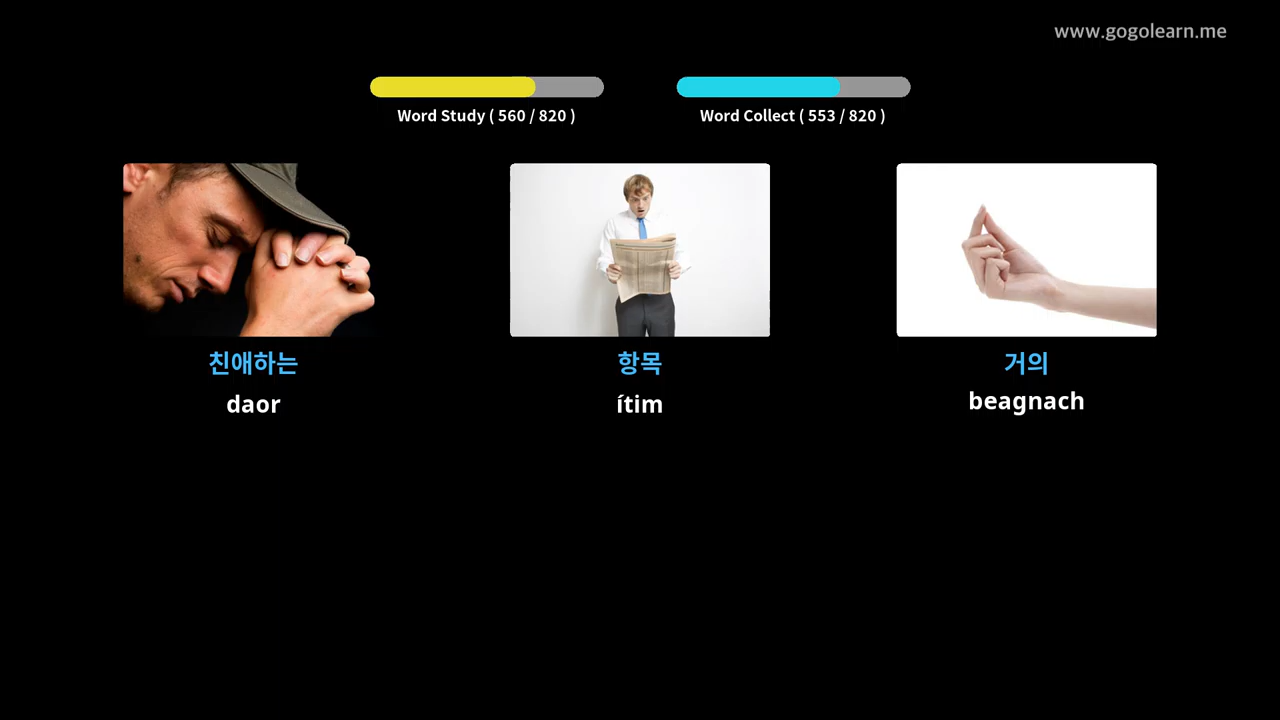 www.gogolearn.me
Word Study ( 560 / 820 )
Word Collect ( 553 / 820 )
친애하는
항목
거의
daor
ítim
beagnach